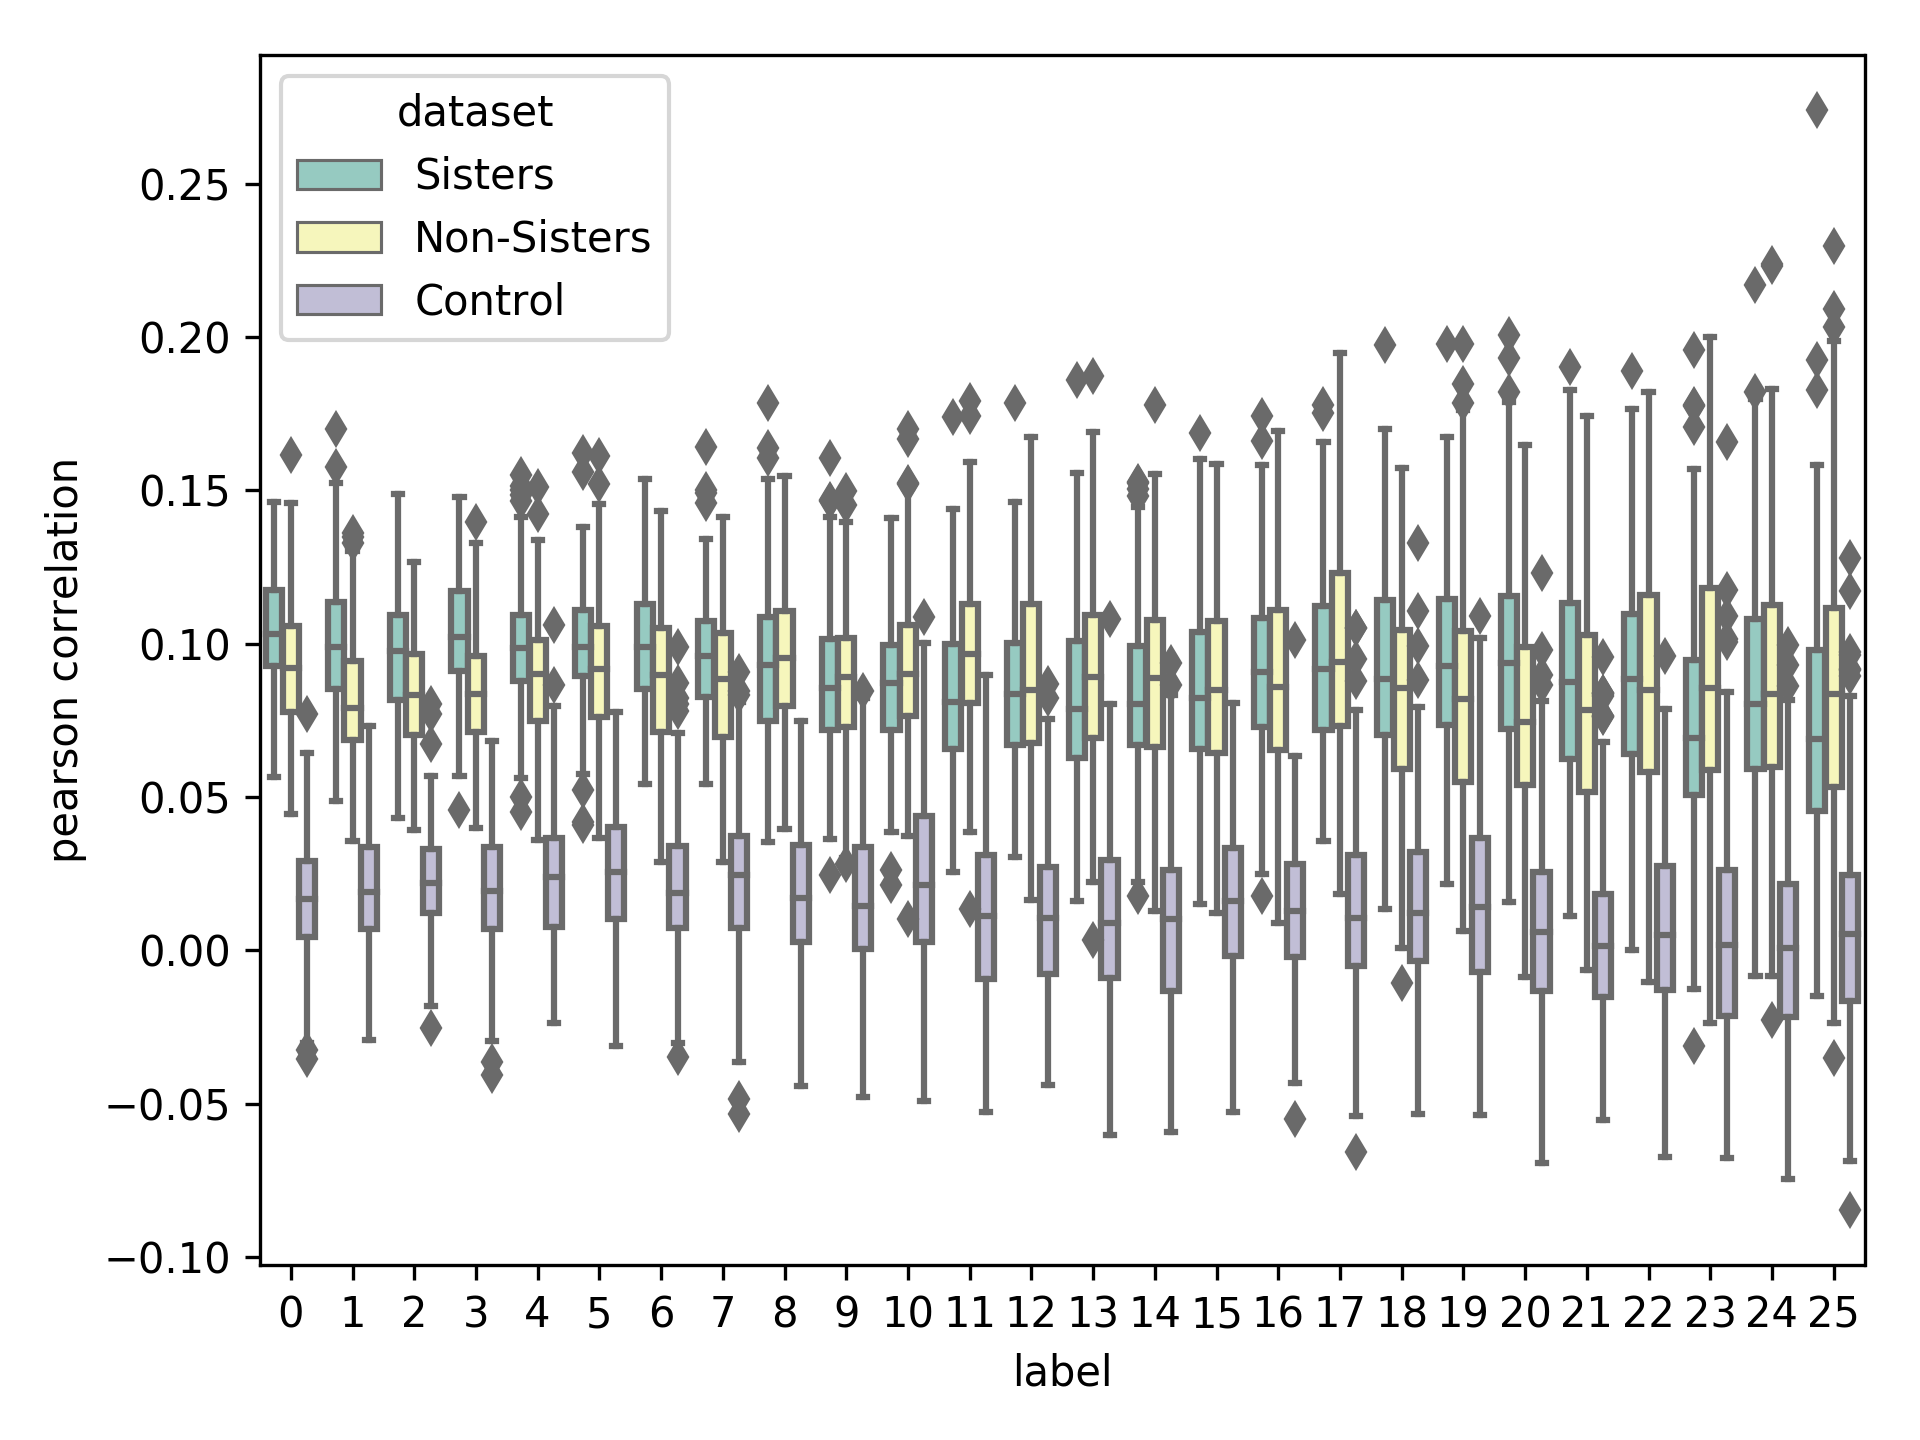 dataset
Sisters
Non-Sisters
Control
0.25
0.20
0.15
0.10
0.05
0.00
−0.05
−0.10
pearson correlation
0 1 2 3 4 5 6 7 8 9 10 11 12 13 14 15 16 17 18 19 20 21 22 23 24 25
label